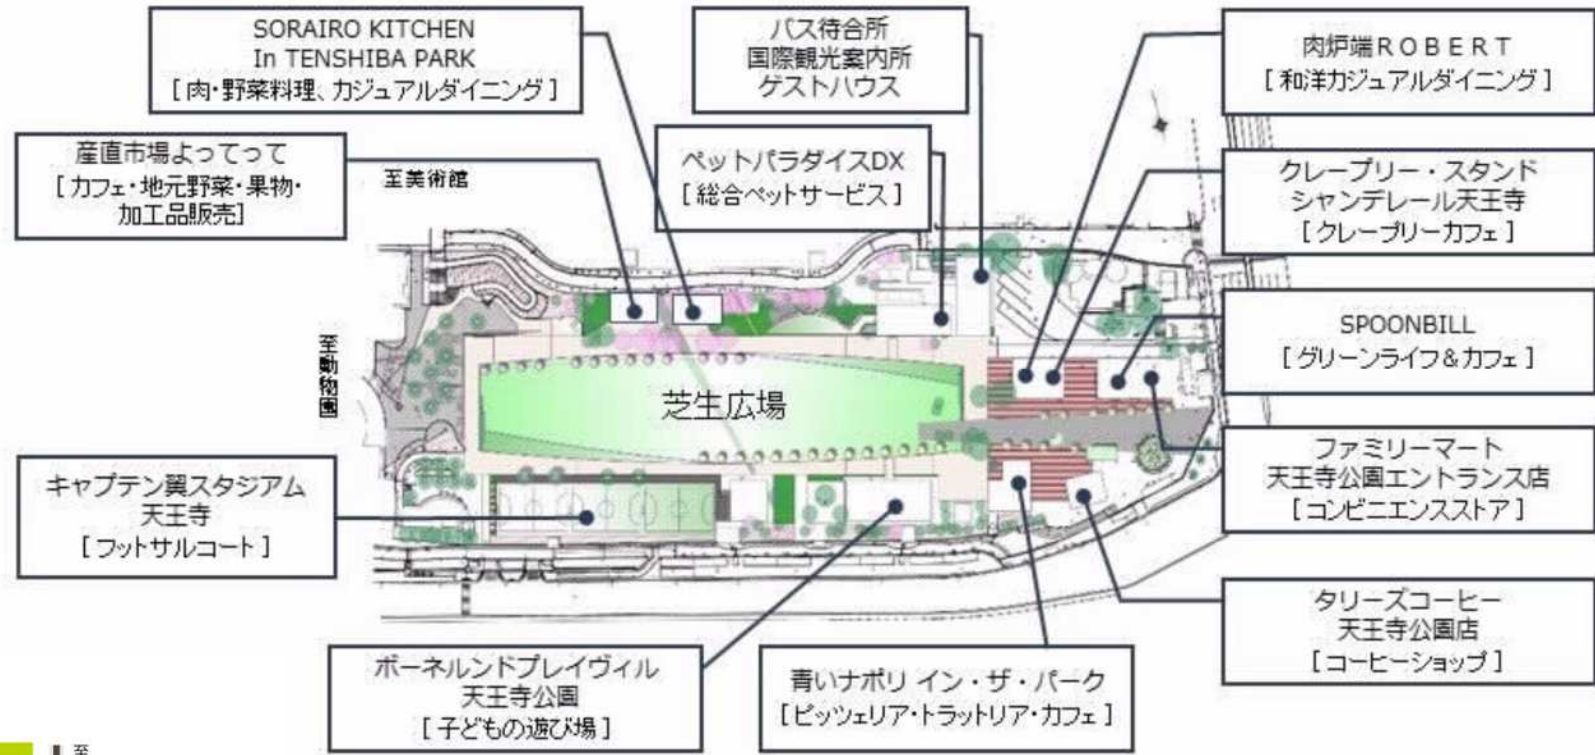 SORAIRO KITCHEN
In TENSHIBA PARK
[肉・野菜料理、カジュアルダイニング]
バス待合所
国際観光案内所
ゲストハウス
肉炉端ROBERT
[和洋カジュアルダイニング]
産直市場よってって
[カフェ・地元野菜・果物・
加工品販売]
至美術館
ペットパラダイスDX
[総合ペットサービス]
クレープリー・スタンド
シャンデレール天王寺
[クレープリーカフェ]
至動物園
芝生広場
SPOONBILL
[グリーンライフ&カフェ]
キャプテン翼スタジアム
天王寺
[フットサルコート]
ファミリーマート
天王寺公園エントランス店
[コンビニエンスストア]
ボーネルンドプレイヴィル
天王寺公園
[子どもの遊び場]
青いナポリ イン・ザ・パーク
[ピッツェリア・トラットリア・カフェ]
タリーズコーヒー
天王寺公園店
[コーヒーショップ]
至